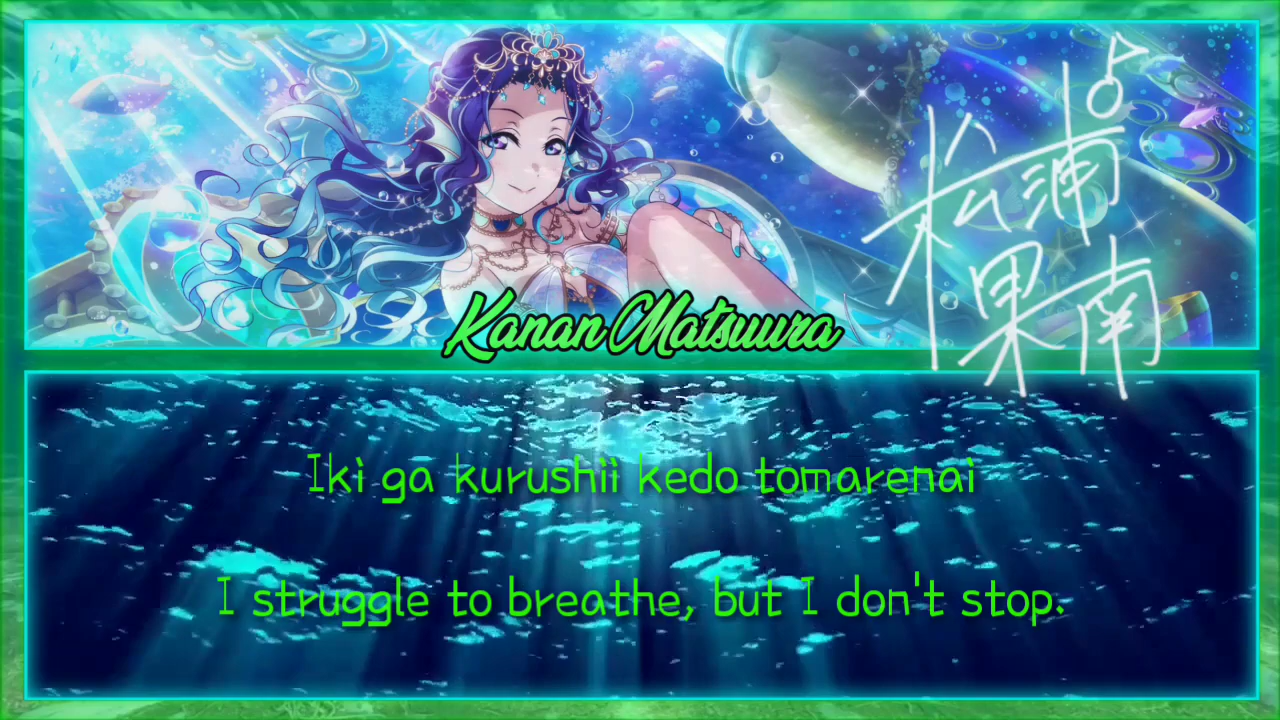 松浦
果南
Kanan Matsuura
Iki ga kurushii kedo tomarenai
I struggle to breathe, but I don't stop.